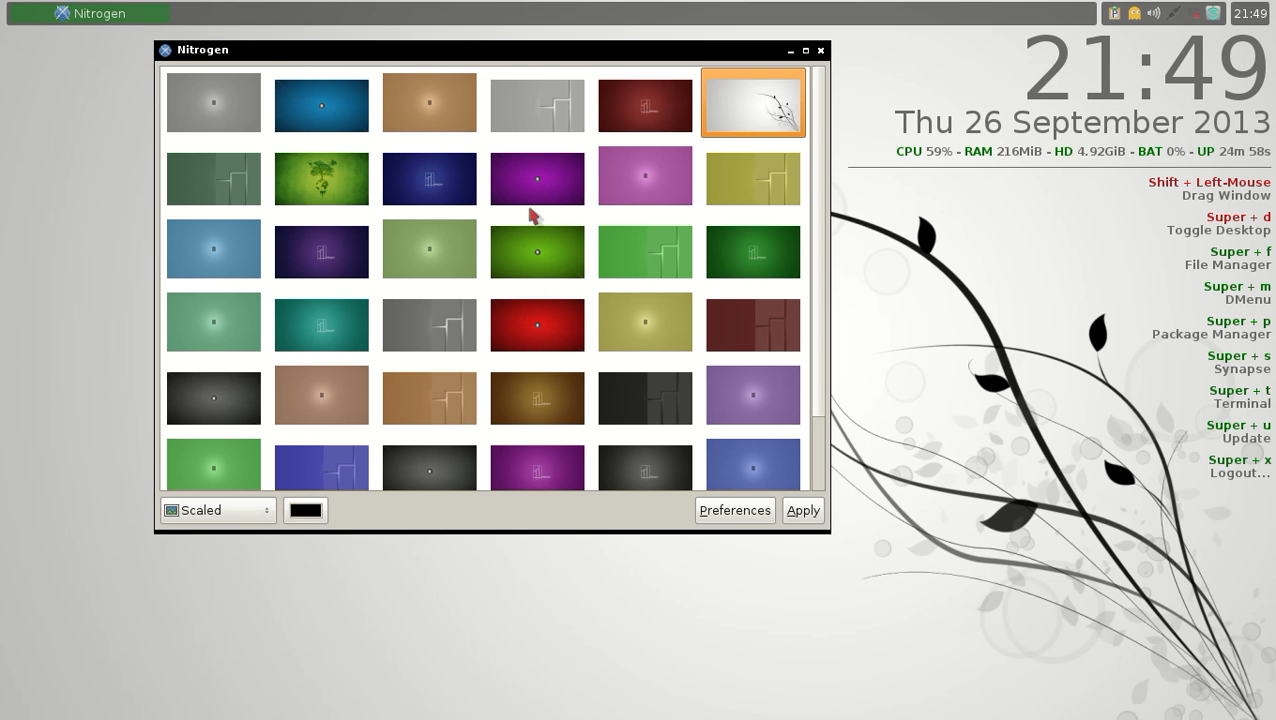 Nitrogen
21:49
Nitrogen
21:49
Thu 26 September 2013
CPU 59% - RAM 216MiB - HD 4.92GiB - BAT 0% - UP 24m 58s
Shift + Left-Mouse
Drag Window
Super + d
Toggle Desktop
Super + f
File Manager
Super + m
DMenu
Super + p
Package Manager
Super + s
Synapse
Super + t
Terminal
Super + u
Update
Super + x
Logout...
Scaled
Preferences
Apply